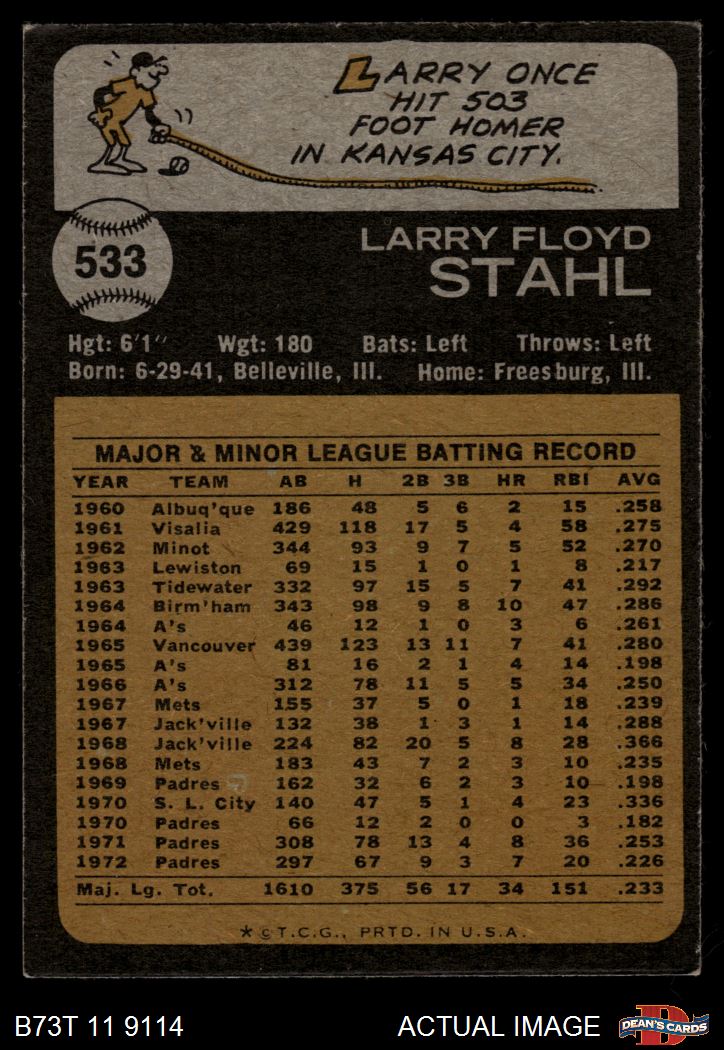 LARRY ONCE
HIT 503
FOOT HOMER
IN KANSAS CITY.
533
LARRY FLOYD
STAHL
Hgt: 6'1" Wgt: 180 Bats: Left Throws: Left
Born: 6-29-41, Belleville, Ill. Home: Freesburg, Ill.
MAJOR & MINOR LEAGUE BATTING RECORD
YEAR TEAM AB H 2B 3B HR RBI AVG
1960 Albuq'que 186 48 5 6 2 15 .258
1961 Visalia 429 118 17 5 4 58 .275
1962 Minot 344 93 9 7 5 52 .270
1963 Lewiston 69 15 1 0 1 8 .217
1963 Tidewater 332 97 15 5 7 41 .292
1964 Birm'ham 343 98 9 8 10 47 .286
1964 A's 46 12 1 0 3 6 .261
1965 Vancouver 439 123 13 11 7 41 .280
1965 A's 81 16 2 1 4 14 .198
1966 A's 312 78 11 5 5 34 .250
1967 Mets 155 37 5 0 1 18 .239
1967 Jack'ville 132 38 1 3 1 14 .288
1968 Jack'ville 224 82 20 5 8 28 .366
1968 Mets 183 43 7 2 3 10 .235
1969 Padres 162 32 6 2 3 10 .198
1970 S. L. City 140 47 5 1 4 23 .336
1970 Padres 66 12 2 0 0 3 .182
1971 Padres 308 78 13 4 8 36 .253
1972 Padres 297 67 9 3 7 20 .226
Maj. Lg. Tot. 1610 375 56 17 34 151 .233
*©T.C.G., PRTD. IN U.S.A.
B73T 11 9114 ACTUAL IMAGE
D
DEAN'S CARDS